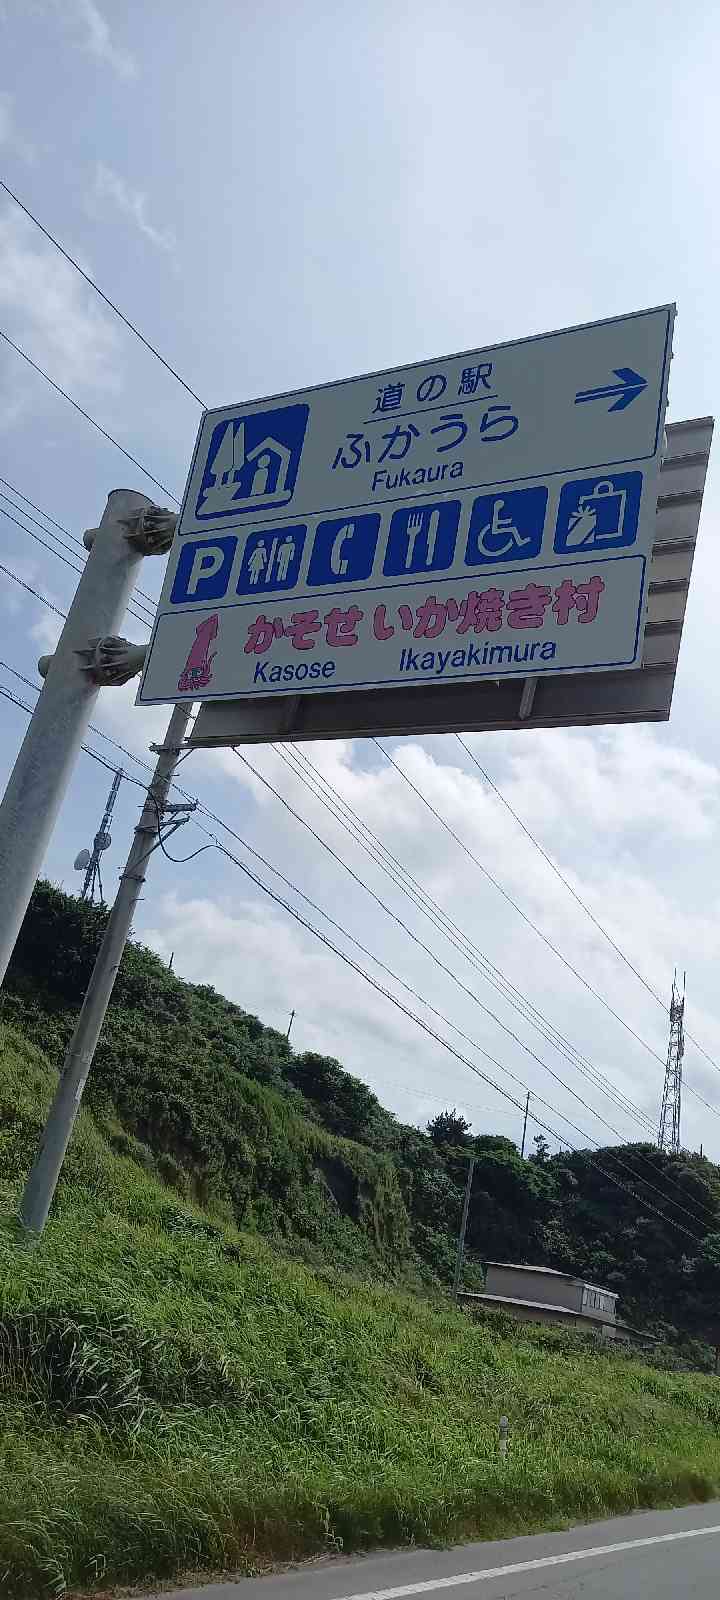 道の駅
ふかうら
Fukaura
P
かそせ いか焼き村
Kasose Ikayakimura